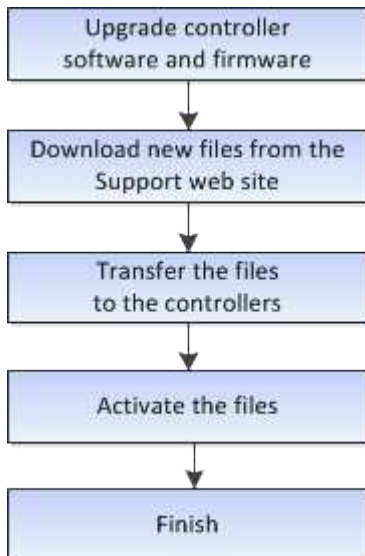 Upgrade controller
software and firmware
Download new files from the
Support web site
Transfer the files
to the controllers
Activate the files
Finish